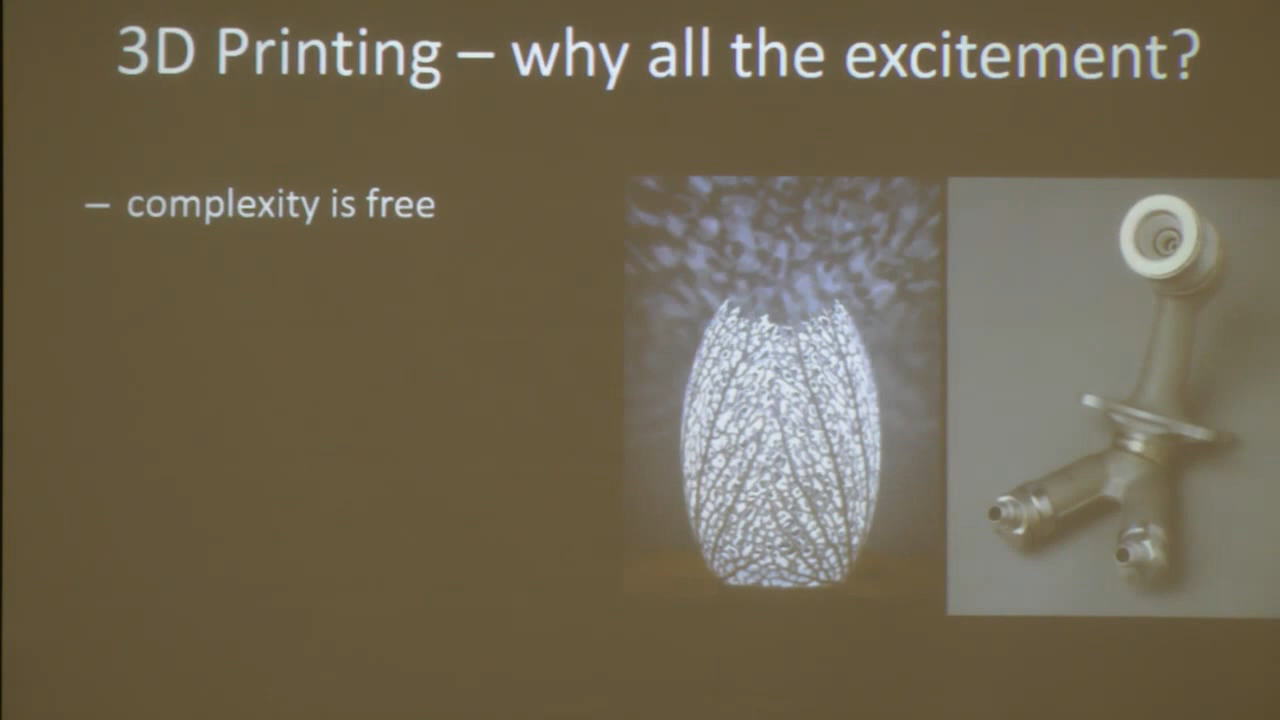 3D Printing – why all the excitement?
– complexity is free